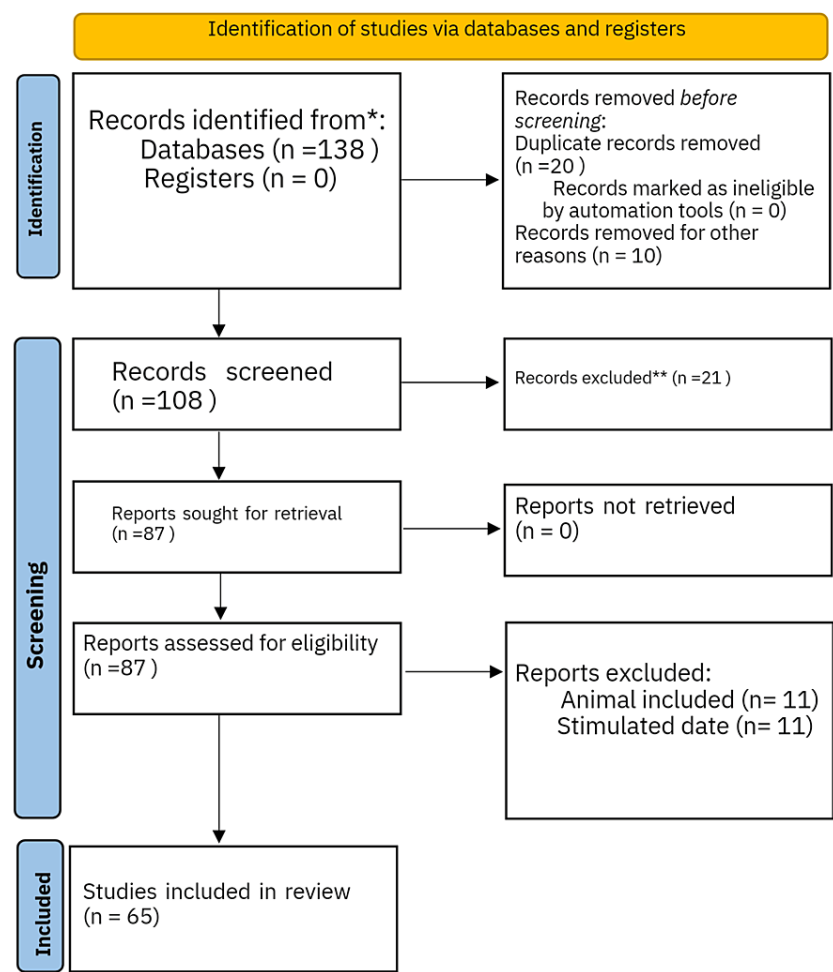 Identification of studies via databases and registers
Identification
Records identified from*:
Databases (n =138 )
Registers (n = 0)
Records removed before
screening:
Duplicate records removed
(n =20 )
Records marked as ineligible
by automation tools (n = 0)
Records removed for other
reasons (n = 10)
Screening
Records screened
(n =108 )
Records excluded** (n =21 )
Reports sought for retrieval
(n =87 )
Reports not retrieved
(n = 0)
Reports assessed for eligibility
(n =87 )
Reports excluded:
Animal included (n= 11)
Stimulated date (n= 11)
Included
Studies included in review
(n = 65)